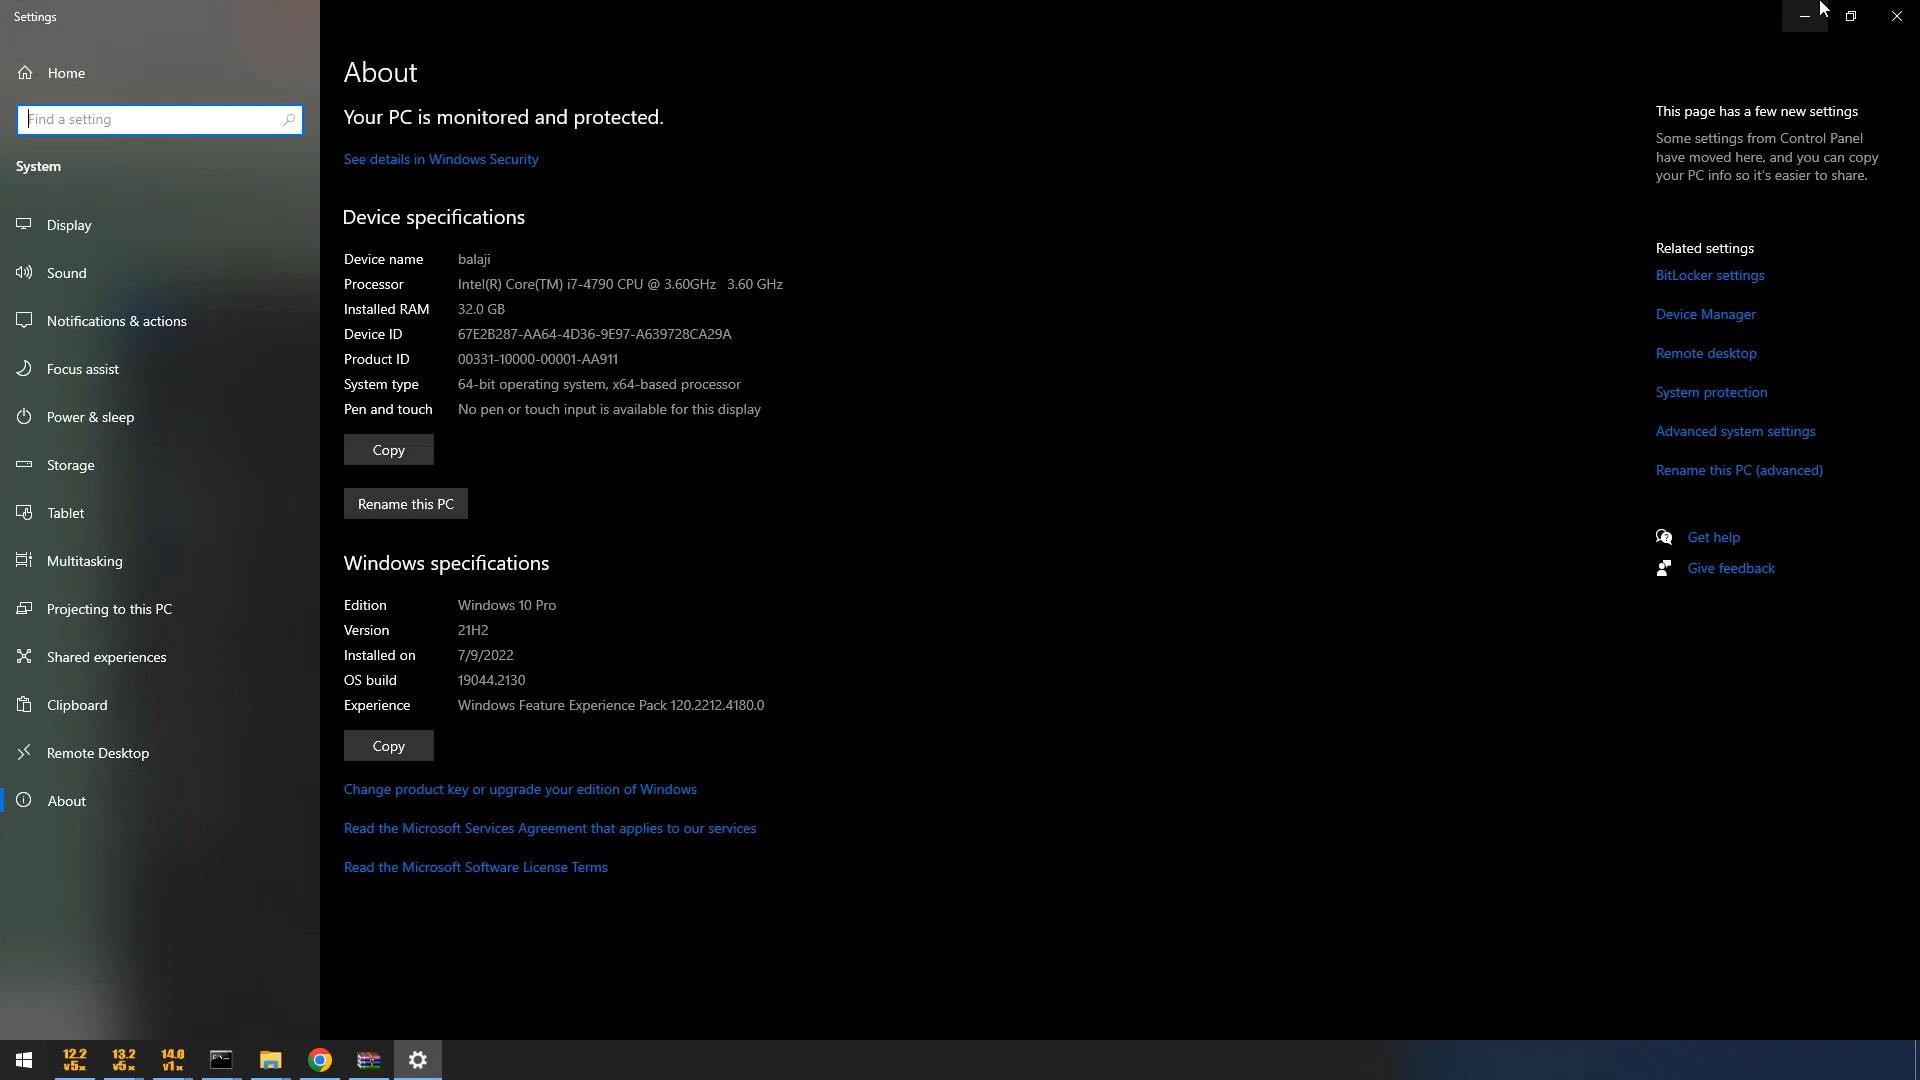 Settings
Home
Find a setting
System
Display
Sound
Notifications & actions
Focus assist
Power & sleep
Storage
Tablet
Multitasking
Projecting to this PC
Shared experiences
Clipboard
Remote Desktop
About
About
Your PC is monitored and protected.
See details in Windows Security
Device specifications
Device name balaji
Processor Intel(R) Core(TM) i7-4790 CPU @ 3.60GHz 3.60 GHz
Installed RAM 32.0 GB
Device ID 67E2B287-AA64-4D36-9E97-A639728CA29A
Product ID 00331-10000-00001-AA911
System type 64-bit operating system, x64-based processor
Pen and touch No pen or touch input is available for this display
Copy
Rename this PC
Windows specifications
Edition Windows 10 Pro
Version 21H2
Installed on 7/9/2022
OS build 19044.2130
Experience Windows Feature Experience Pack 120.2212.4180.0
Copy
Change product key or upgrade your edition of Windows
Read the Microsoft Services Agreement that applies to our services
Read the Microsoft Software License Terms
This page has a few new settings
Some settings from Control Panel
have moved here, and you can copy
your PC info so it's easier to share.
Related settings
BitLocker settings
Device Manager
Remote desktop
System protection
Advanced system settings
Rename this PC (advanced)
Get help
Give feedback
12.2 13.2 14.0
v5x v5x v1x